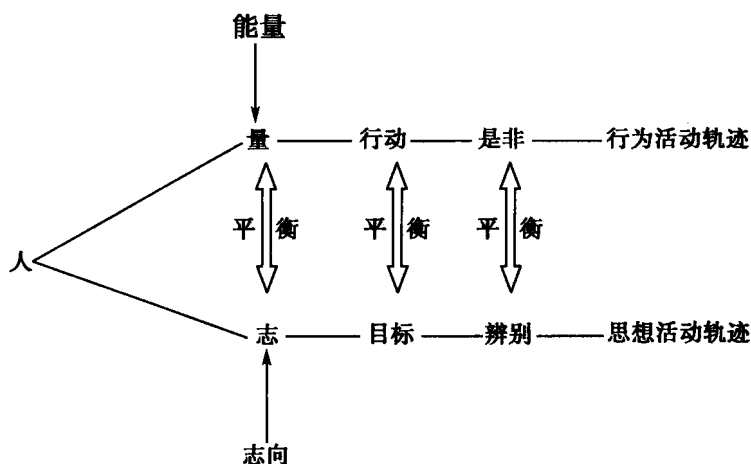 能量
量 行动 是非 行为活动轨迹
平衡 平衡 平衡
人
志 目标 辨别 思想活动轨迹
志向